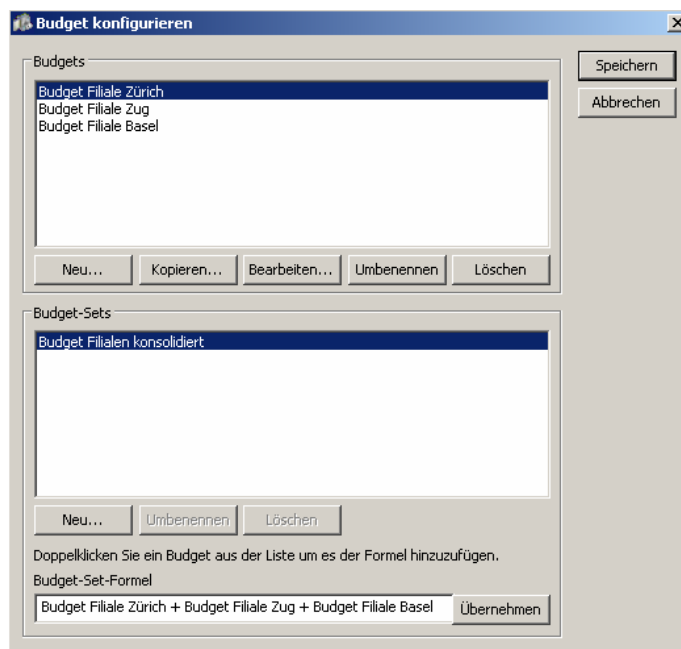 Budget konfigurieren
Budgets
Speichern
Budget Filiale Zürich
Abbrechen
Budget Filiale Zug
Budget Filiale Basel
Neu... Kopieren... Bearbeiten... Umbenennen Löschen
Budget-Sets
Budget Filialen konsolidiert
Neu... Umbenennen Löschen
Doppelklicken Sie ein Budget aus der Liste um es der Formel hinzuzufügen.
Budget-Set-Formel
Budget Filiale Zürich + Budget Filiale Zug + Budget Filiale Basel Übernehmen